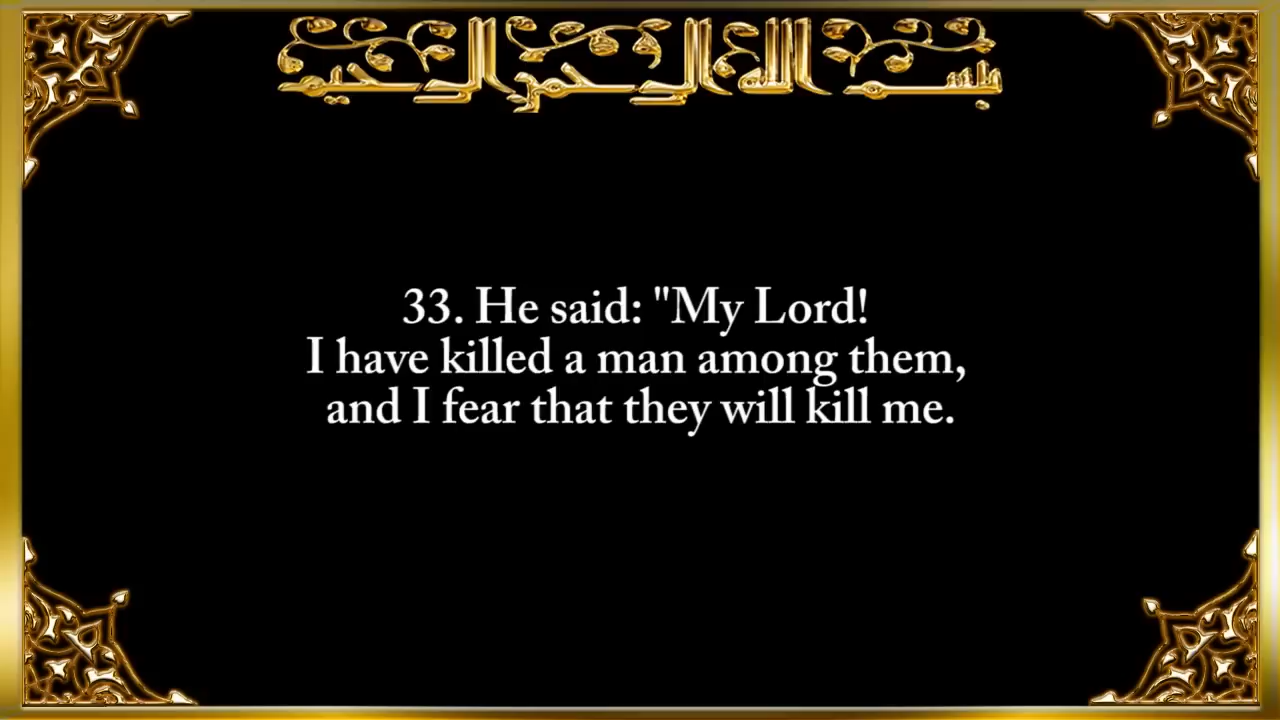 بسم الله الرحمن الرحيم
33. He said: "My Lord!
I have killed a man among them,
and I fear that they will kill me.